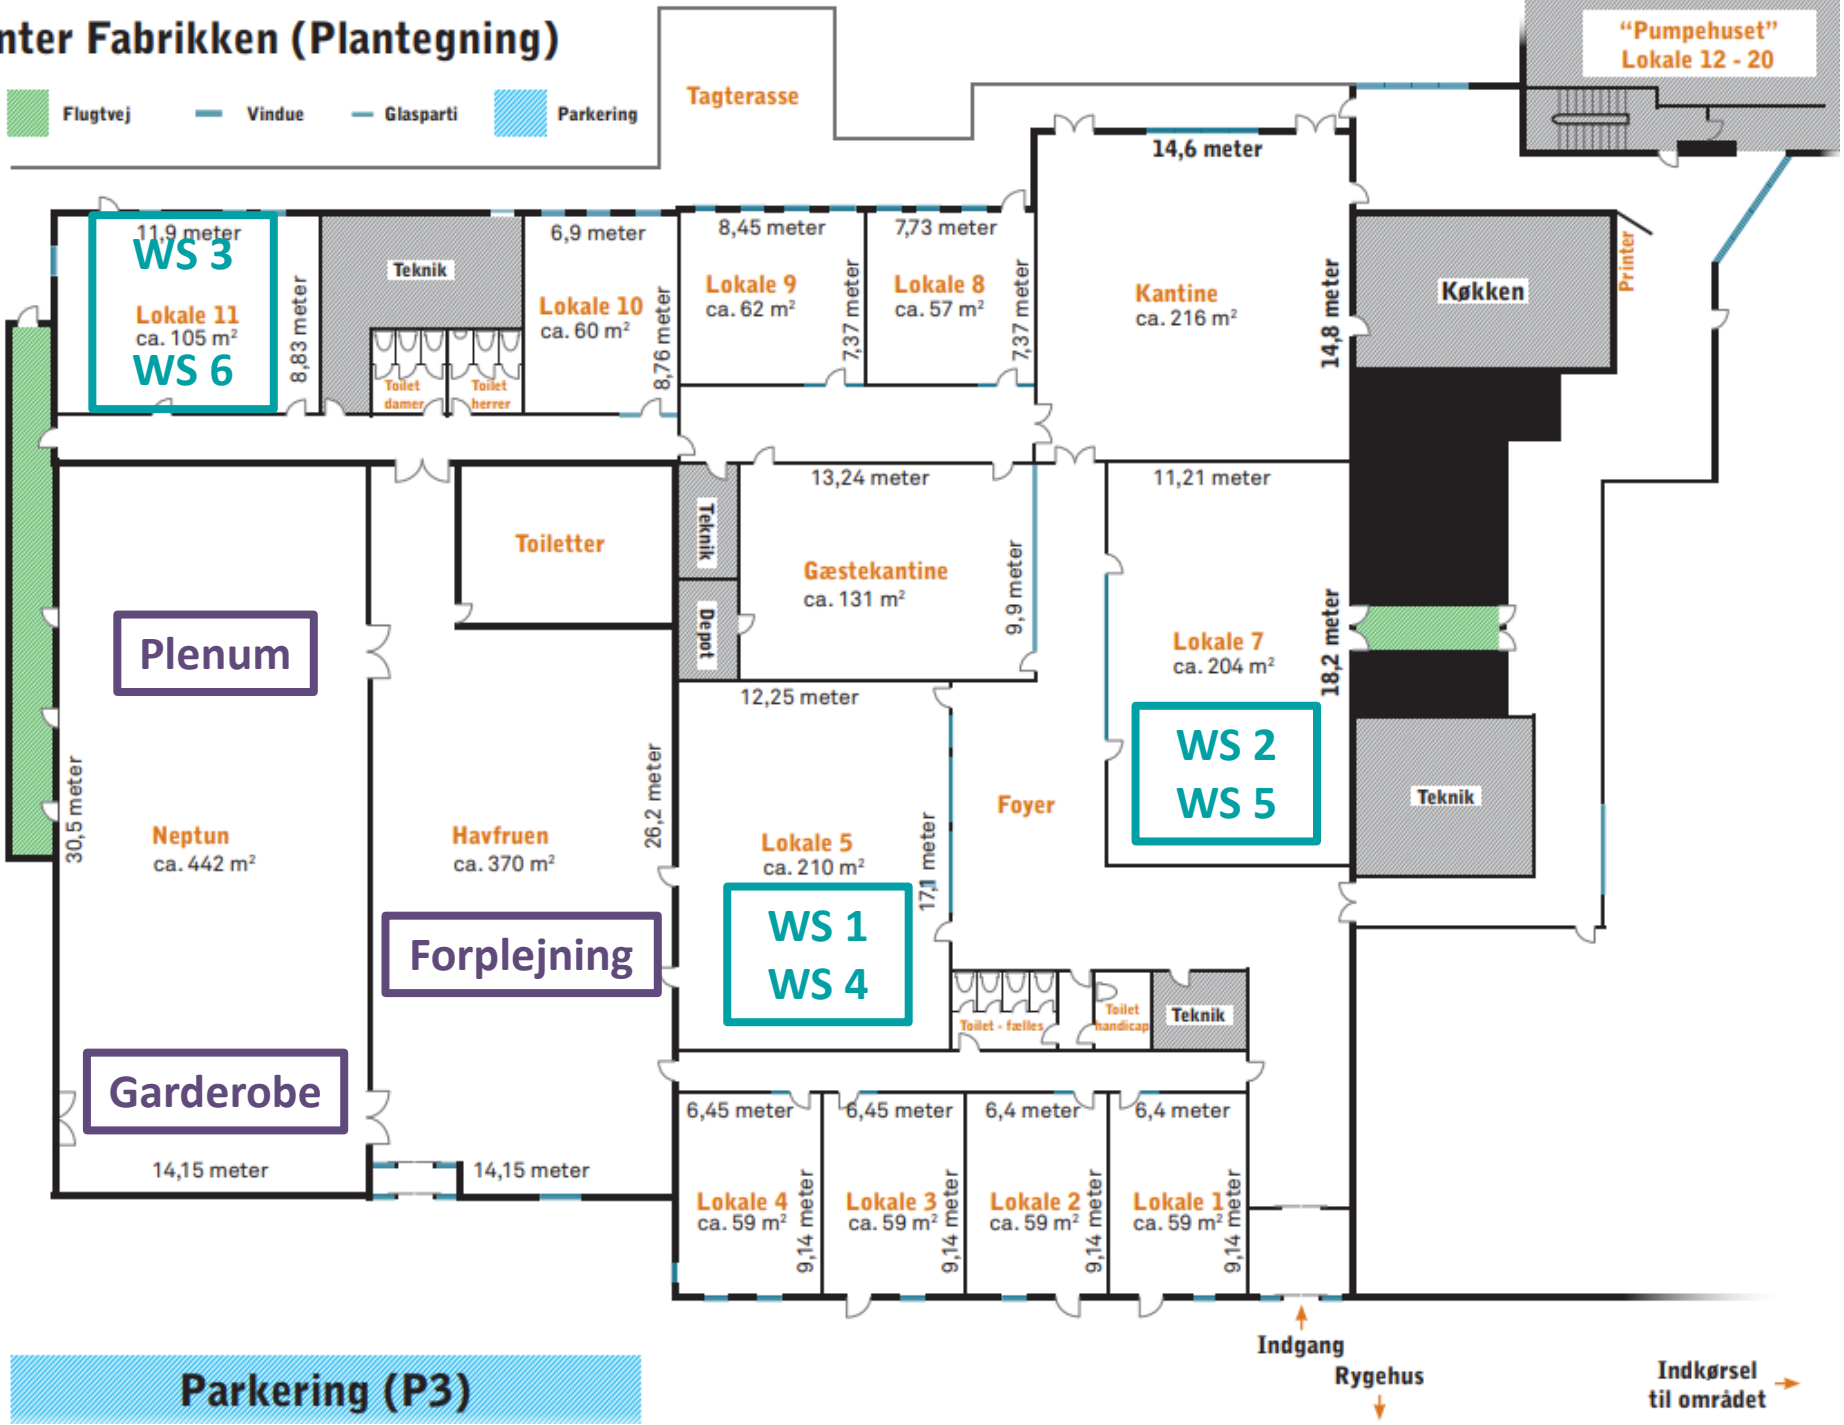 nter Fabrikken (Plantegning)
Flugtvej
Vindue
Glasparti
Parkering
Tagterasse
"Pumpehuset"
Lokale 12 - 20
14,6 meter
11,9 meter
WS 3
Lokale 11
ca. 105 m²
WS 6
8,83 meter
Teknik
Toilet
damer
Toilet
herrer
6,9 meter
Lokale 10
ca. 60 m²
8,76 meter
8,45 meter
Lokale 9
ca. 62 m²
7,37 meter
7,73 meter
Lokale 8
ca. 57 m²
7,37 meter
Kantine
ca. 216 m²
14,8 meter
Køkken
Printer
Toiletter
Teknik
Depot
13,24 meter
Gæstekantine
ca. 131 m²
9,9 meter
11,21 meter
Lokale 7
ca. 204 m²
18,2 meter
WS 2
WS 5
Teknik
Plenum
30,5 meter
Neptun
ca. 442 m²
Garderobe
14,15 meter
Havfruen
ca. 370 m²
26,2 meter
Forplejning
14,15 meter
12,25 meter
Lokale 5
ca. 210 m²
17,1 meter
WS 1
WS 4
Foyer
Toilet - fælles
Toilet
handicap
Teknik
6,45 meter
Lokale 4
ca. 59 m²
9,14 meter
6,45 meter
Lokale 3
ca. 59 m²
9,14 meter
6,4 meter
Lokale 2
ca. 59 m²
9,14 meter
6,4 meter
Lokale 1
ca. 59 m²
9,14 meter
Indgang
Rygehus
Indkørsel
til området
Parkering (P3)